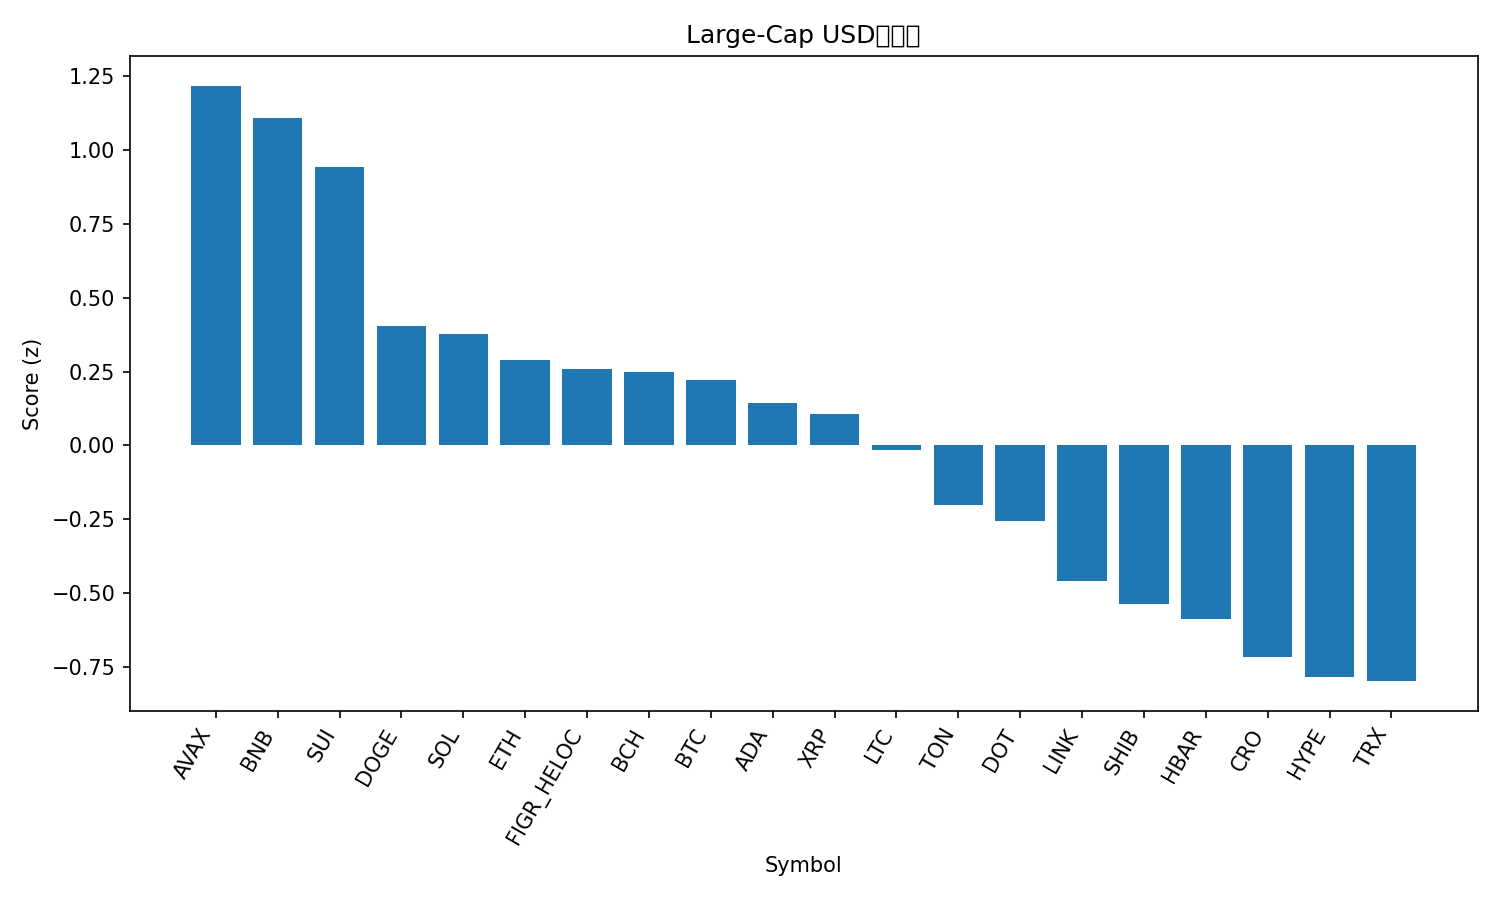 Large-Cap USD
1.25
1.00
0.75
0.50
0.25
0.00
−0.25
−0.50
−0.75
Score (z)
AVAX
BNB
SUI
DOGE
SOL
ETH
FIGR_HELOC
BCH
BTC
ADA
XRP
LTC
TON
DOT
LINK
SHIB
HBAR
CRO
HYPE
TRX
Symbol